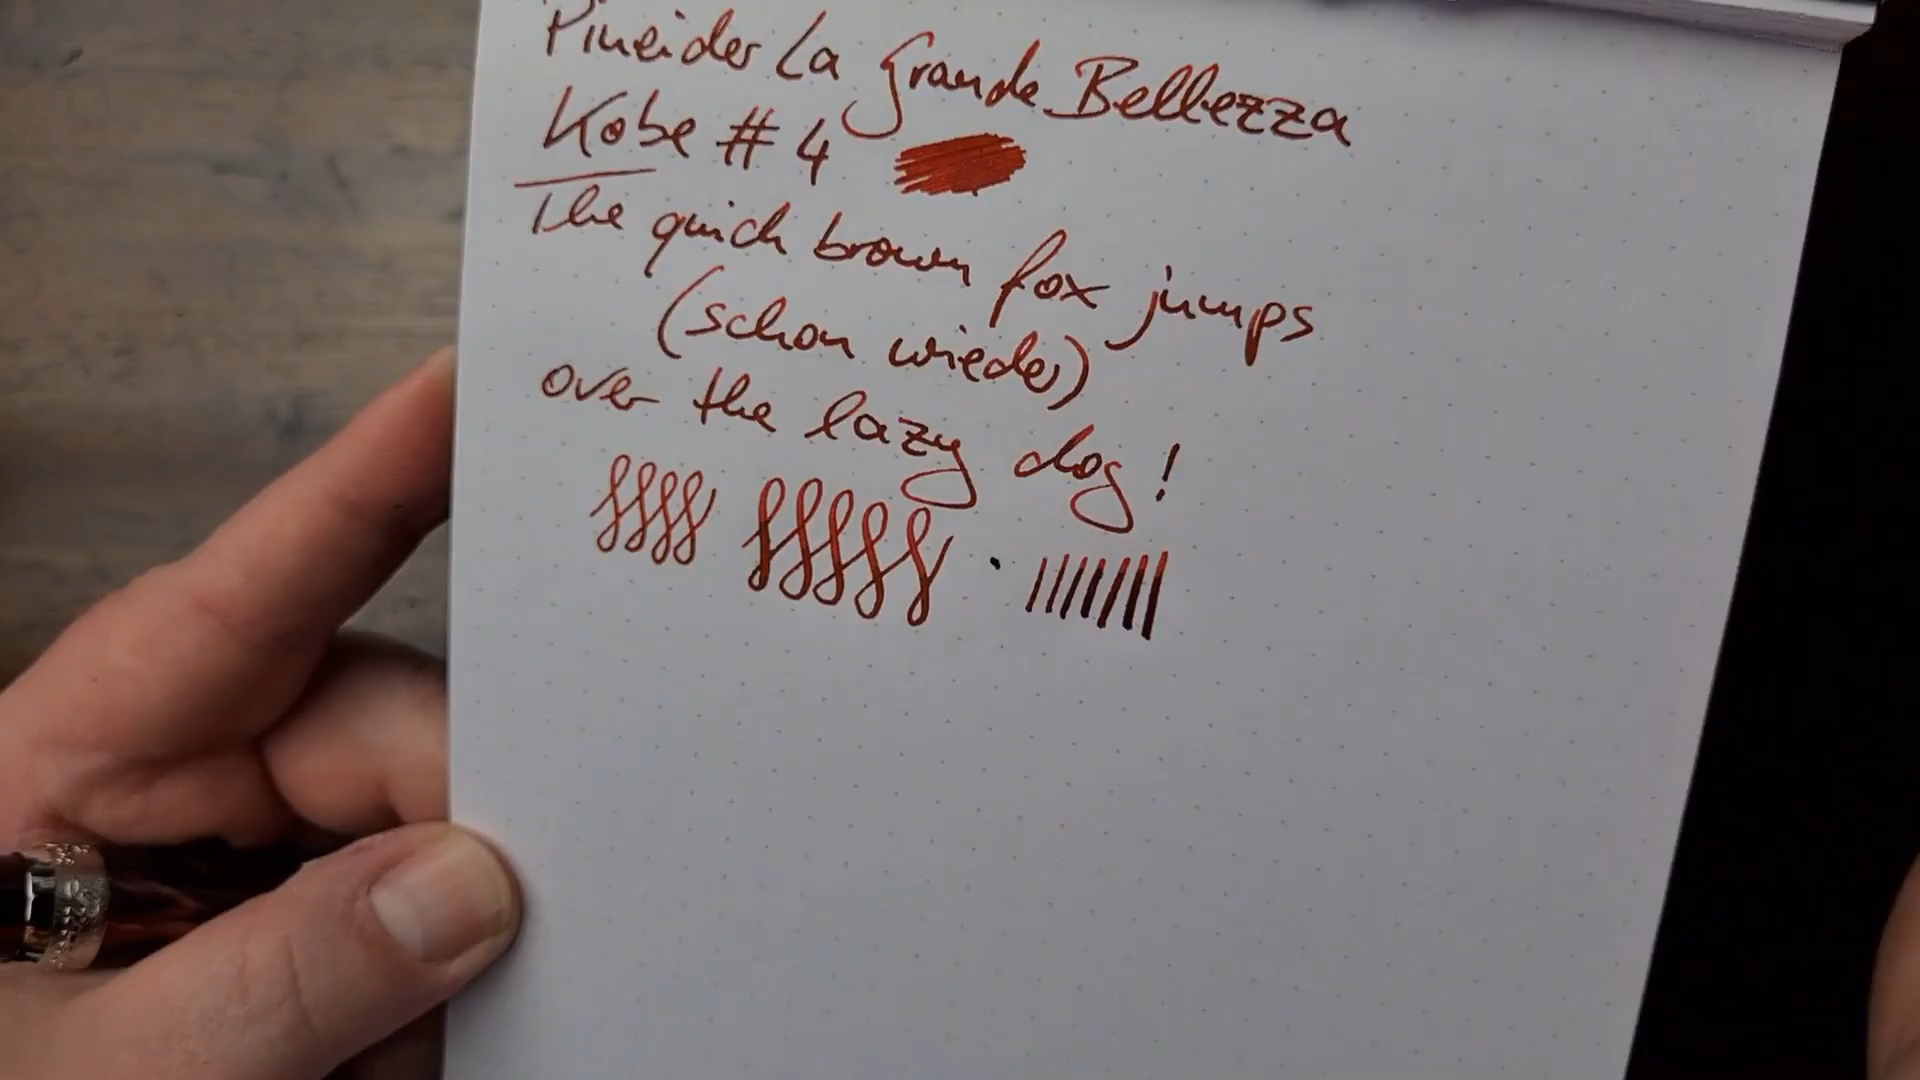 Pineider La Grande Bellezza
Kobe # 4
The quick brown fox jumps
(schon wieder)
over the lazy dog!